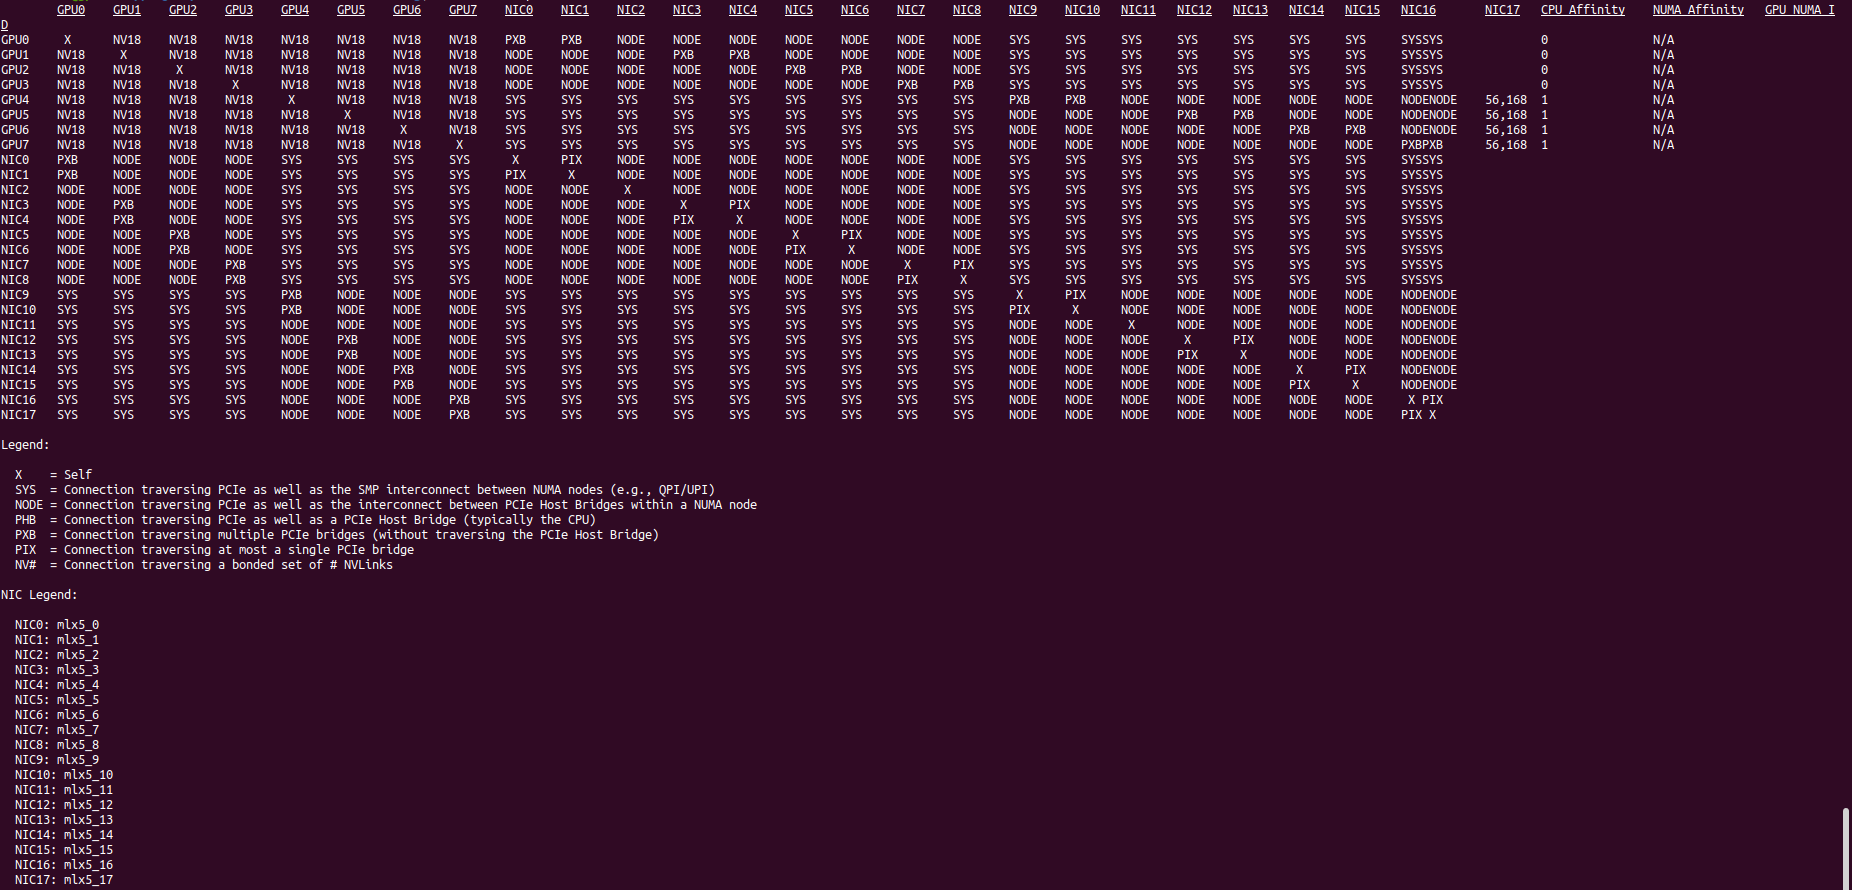 GPU0 GPU1 GPU2 GPU3 GPU4 GPU5 GPU6 GPU7 NIC0 NIC1 NIC2 NIC3 NIC4 NIC5 NIC6 NIC7 NIC8 NIC9 NIC10 NIC11 NIC12 NIC13 NIC14 NIC15 NIC16 NIC17 CPU Affinity NUMA Affinity GPU NUMA I
D
GPU0 X NV18 NV18 NV18 NV18 NV18 NV18 NV18 PXB PXB NODE NODE NODE NODE NODE NODE NODE SYS SYS SYS SYS SYS SYS SYS SYSSYS 0 N/A
GPU1 NV18 X NV18 NV18 NV18 NV18 NV18 NV18 NODE NODE NODE PXB PXB NODE NODE NODE NODE SYS SYS SYS SYS SYS SYS SYS SYSSYS 0 N/A
GPU2 NV18 NV18 X NV18 NV18 NV18 NV18 NV18 NODE NODE NODE NODE NODE PXB PXB NODE NODE SYS SYS SYS SYS SYS SYS SYS SYSSYS 0 N/A
GPU3 NV18 NV18 NV18 X NV18 NV18 NV18 NV18 NODE NODE NODE NODE NODE NODE NODE PXB PXB SYS SYS SYS SYS SYS SYS SYS SYSSYS 0 N/A
GPU4 NV18 NV18 NV18 NV18 X NV18 NV18 NV18 SYS SYS SYS SYS SYS SYS SYS SYS SYS PXB PXB NODE NODE NODE NODE NODE NODENODE 56,168 1 N/A
GPU5 NV18 NV18 NV18 NV18 NV18 X NV18 NV18 SYS SYS SYS SYS SYS SYS SYS SYS SYS NODE NODE NODE PXB PXB NODE NODE NODENODE 56,168 1 N/A
GPU6 NV18 NV18 NV18 NV18 NV18 NV18 X NV18 SYS SYS SYS SYS SYS SYS SYS SYS SYS NODE NODE NODE NODE NODE PXB PXB NODENODE 56,168 1 N/A
GPU7 NV18 NV18 NV18 NV18 NV18 NV18 NV18 X SYS SYS SYS SYS SYS SYS SYS SYS SYS NODE NODE NODE NODE NODE NODE NODE PXBPXB 56,168 1 N/A
NIC0 PXB NODE NODE NODE SYS SYS SYS SYS X PIX NODE NODE NODE NODE NODE NODE NODE SYS SYS SYS SYS SYS SYS SYS SYSSYS
NIC1 PXB NODE NODE NODE SYS SYS SYS SYS PIX X NODE NODE NODE NODE NODE NODE NODE SYS SYS SYS SYS SYS SYS SYS SYSSYS
NIC2 NODE NODE NODE NODE SYS SYS SYS SYS NODE NODE X NODE NODE NODE NODE NODE NODE SYS SYS SYS SYS SYS SYS SYS SYSSYS
NIC3 NODE PXB NODE NODE SYS SYS SYS SYS NODE NODE NODE X PIX NODE NODE NODE NODE SYS SYS SYS SYS SYS SYS SYS SYSSYS
NIC4 NODE PXB NODE NODE SYS SYS SYS SYS NODE NODE NODE PIX X NODE NODE NODE NODE SYS SYS SYS SYS SYS SYS SYS SYSSYS
NIC5 NODE NODE PXB NODE SYS SYS SYS SYS NODE NODE NODE NODE NODE X PIX NODE NODE SYS SYS SYS SYS SYS SYS SYS SYSSYS
NIC6 NODE NODE PXB NODE SYS SYS SYS SYS NODE NODE NODE NODE NODE PIX X NODE NODE SYS SYS SYS SYS SYS SYS SYS SYSSYS
NIC7 NODE NODE NODE PXB SYS SYS SYS SYS NODE NODE NODE NODE NODE NODE NODE X PIX SYS SYS SYS SYS SYS SYS SYS SYSSYS
NIC8 NODE NODE NODE PXB SYS SYS SYS SYS NODE NODE NODE NODE NODE NODE NODE PIX X SYS SYS SYS SYS SYS SYS SYS SYSSYS
NIC9 SYS SYS SYS SYS PXB NODE NODE NODE SYS SYS SYS SYS SYS SYS SYS SYS SYS X PIX NODE NODE NODE NODE NODE NODENODE
NIC10 SYS SYS SYS SYS PXB NODE NODE NODE SYS SYS SYS SYS SYS SYS SYS SYS SYS PIX X NODE NODE NODE NODE NODE NODENODE
NIC11 SYS SYS SYS SYS NODE NODE NODE NODE SYS SYS SYS SYS SYS SYS SYS SYS SYS NODE NODE X NODE NODE NODE NODE NODENODE
NIC12 SYS SYS SYS SYS NODE PXB NODE NODE SYS SYS SYS SYS SYS SYS SYS SYS SYS NODE NODE NODE X PIX NODE NODE NODENODE
NIC13 SYS SYS SYS SYS NODE PXB NODE NODE SYS SYS SYS SYS SYS SYS SYS SYS SYS NODE NODE NODE PIX X NODE NODE NODENODE
NIC14 SYS SYS SYS SYS NODE NODE PXB NODE SYS SYS SYS SYS SYS SYS SYS SYS SYS NODE NODE NODE NODE NODE X PIX NODENODE
NIC15 SYS SYS SYS SYS NODE NODE PXB NODE SYS SYS SYS SYS SYS SYS SYS SYS SYS NODE NODE NODE NODE NODE PIX X NODENODE
NIC16 SYS SYS SYS SYS NODE NODE NODE PXB SYS SYS SYS SYS SYS SYS SYS SYS SYS NODE NODE NODE NODE NODE NODE NODE X PIX
NIC17 SYS SYS SYS SYS NODE NODE NODE PXB SYS SYS SYS SYS SYS SYS SYS SYS SYS NODE NODE NODE NODE NODE NODE NODE PIX X
Legend:
X = Self
SYS = Connection traversing PCIe as well as the SMP interconnect between NUMA nodes (e.g., QPI/UPI)
NODE = Connection traversing PCIe as well as the interconnect between PCIe Host Bridges within a NUMA node
PHB = Connection traversing PCIe as well as a PCIe Host Bridge (typically the CPU)
PXB = Connection traversing multiple PCIe bridges (without traversing the PCIe Host Bridge)
PIX = Connection traversing at most a single PCIe bridge
NV# = Connection traversing a bonded set of # NVLinks
NIC Legend:
NIC0: mlx5_0
NIC1: mlx5_1
NIC2: mlx5_2
NIC3: mlx5_3
NIC4: mlx5_4
NIC5: mlx5_5
NIC6: mlx5_6
NIC7: mlx5_7
NIC8: mlx5_8
NIC9: mlx5_9
NIC10: mlx5_10
NIC11: mlx5_11
NIC12: mlx5_12
NIC13: mlx5_13
NIC14: mlx5_14
NIC15: mlx5_15
NIC16: mlx5_16
NIC17: mlx5_17